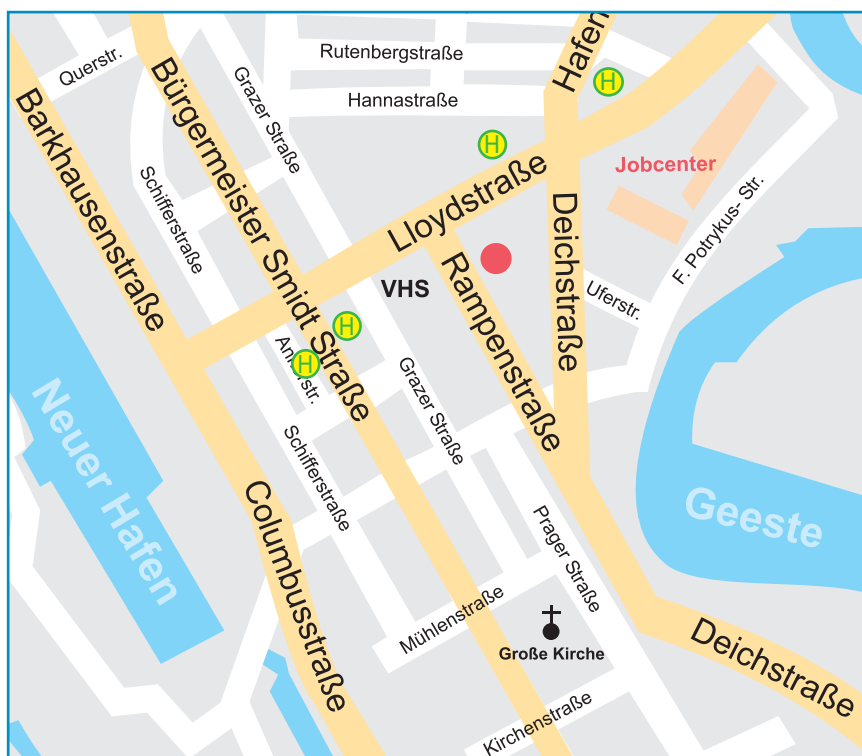 Querstr.
Rutenbergstraße
Hannastraße
Hafen
H
H
Grazer Straße
Bürgermeister Smidt Straße
Barkhausenstraße
Schifferstraße
Lloydstraße
Jobcenter
F. Potrykus- Str.
Deichstraße
VHS
Rampenstraße
Uferstr.
H
H
Grazer Straße
Schifferstraße
Neuer Hafen
Columbusstraße
Geeste
Prager Straße
Mühlenstraße
Große Kirche
Deichstraße
Kirchenstraße